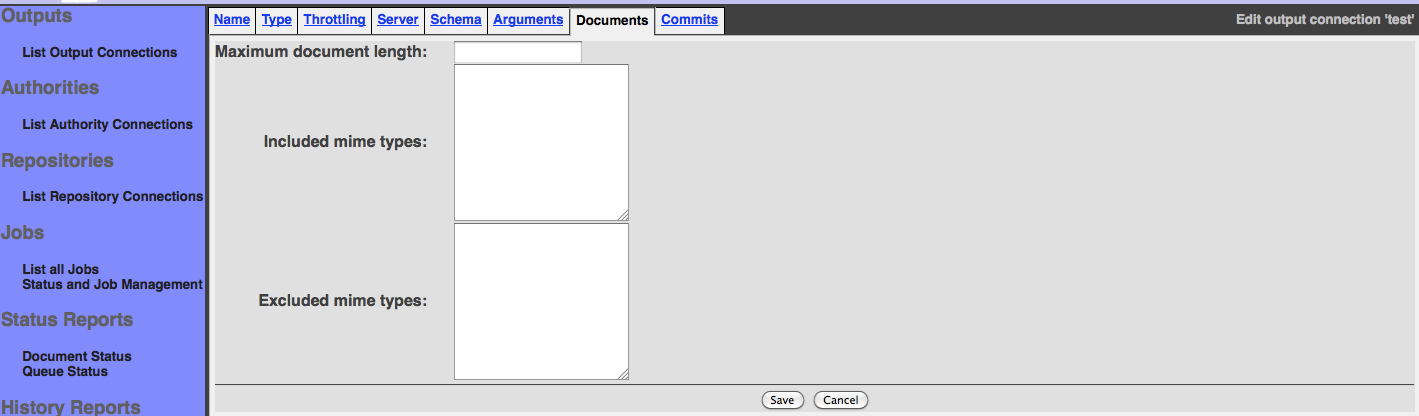 Outputs
List Output Connections
Authorities
List Authority Connections
Repositories
List Repository Connections
Jobs
List all Jobs
Status and Job Management
Status Reports
Document Status
Queue Status
History Reports
Name Type Throttling Server Schema Arguments Documents Commits Edit output connection 'test'
Maximum document length:
Included mime types:
Excluded mime types:
Save Cancel